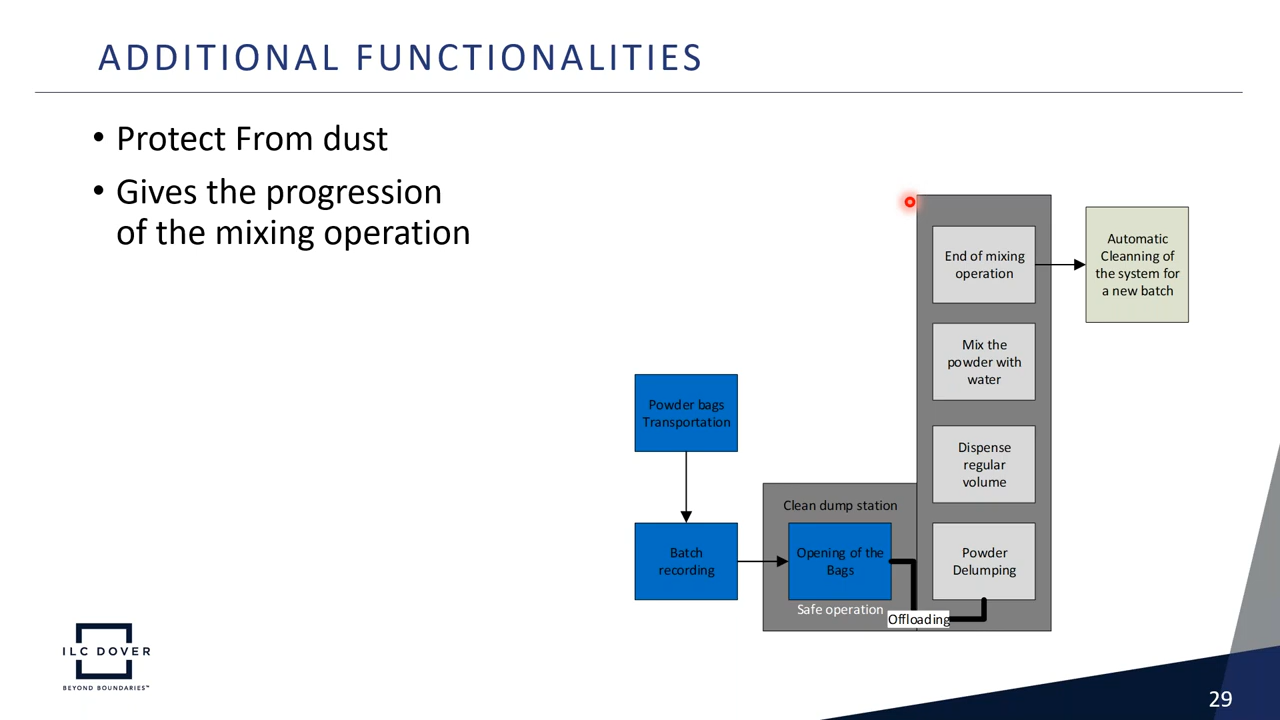 ADDITIONAL FUNCTIONALITIES
• Protect From dust
• Gives the progression
of the mixing operation
End of mixing
operation
Automatic
Cleanning of
the system for
a new batch
Mix the
powder with
water
Powder bags
Transportation
Dispense
regular
volume
Clean dump station
Batch
recording
Opening of the
Bags
Powder
Delumping
Safe operation
Offloading
ILC DOVER
BEYOND BOUNDARIES™
29